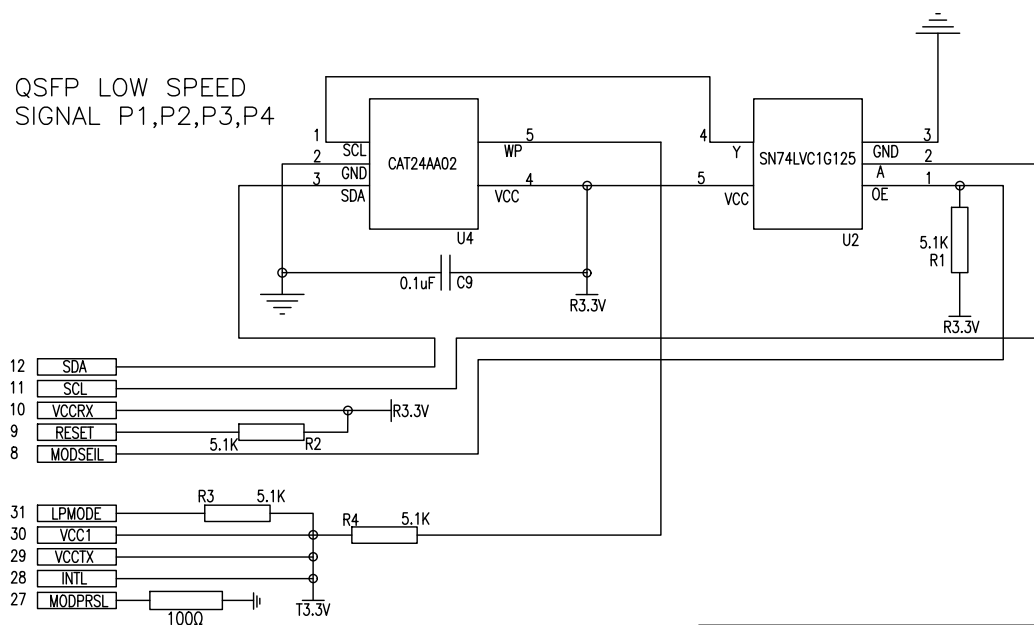 QSFP LOW SPEED
SIGNAL P1,P2,P3,P4
1
SCL
2
GND
3
SDA
CAT24AA02
5
WP
4
VCC
U4
4
Y
5
VCC
SN74LVC1G125
3
GND
2
A
1
OE
U2
5.1K
R1
R3.3V
0.1uF
C9
R3.3V
12 SDA
11 SCL
10 VCCRX
R3.3V
9 RESET
5.1K
R2
8 MODSEIL
31 LPMODE
R3
5.1K
30 VCC1
R4
5.1K
29 VCCTX
28 INTL
27 MODPRSL
100Ω
T3.3V